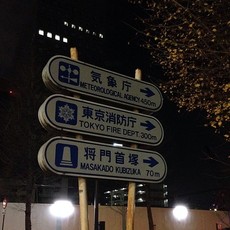 気象庁
METEOROLOGICAL AGENCY 450m
東京消防庁
TOKYO FIRE DEPT. 300m
将門首塚
MASAKADO KUBIZUKA 70m